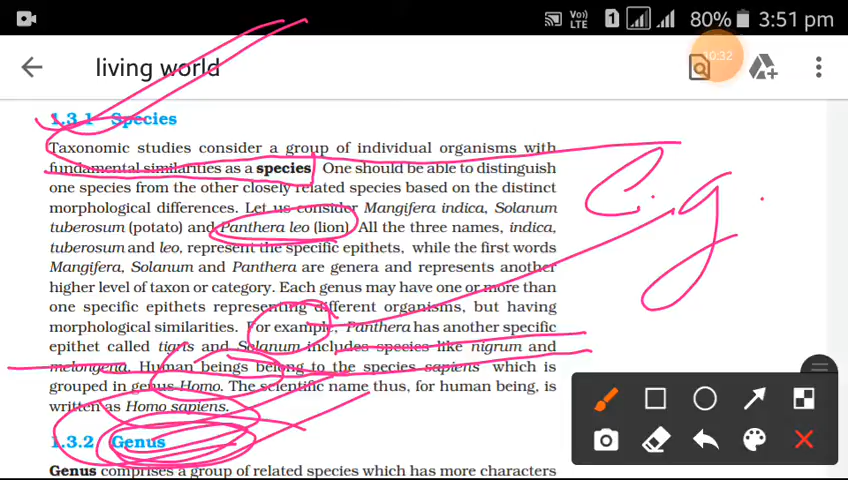 1 80% 3:51 pm
Vo) LTE
living world
00:32
1.3.1 Species
Taxonomic studies consider a group of individual organisms with
fundamental similarities as a species. One should be able to distinguish
one species from the other closely related species based on the distinct
morphological differences. Let us consider Mangifera indica, Solanum
tuberosum (potato) and Panthera leo (lion). All the three names, indica,
tuberosum and leo, represent the specific epithets, while the first words
Mangifera, Solanum and Panthera are genera and represents another
higher level of taxon or category. Each genus may have one or more than
one specific epithets representing different organisms, but having
morphological similarities. For example, Panthera has another specific
epithet called tigris and Solanum includes species like nigrum and
melongena. Human beings belong to the species sapiens which is
grouped in genus Homo. The scientific name thus, for human being, is
written as Homo sapiens.
e.g.
1.3.2 Genus
Genus comprises a group of related species which has more characters